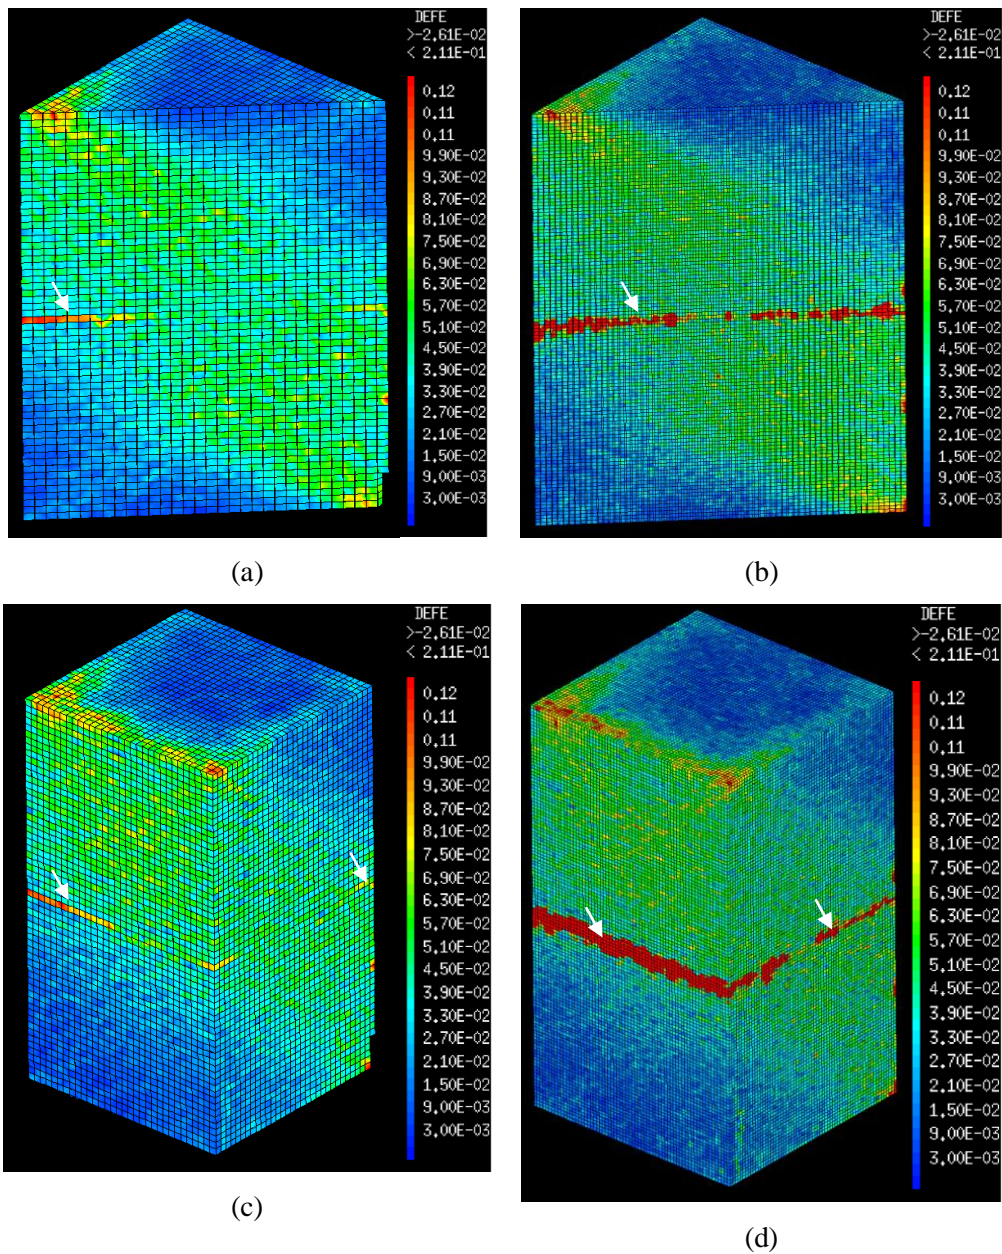 DEFE
>-2.61E-02
< 2.11E-01
0.12
0.11
0.11
9.90E-02
9.30E-02
8.70E-02
8.10E-02
7.50E-02
6.90E-02
6.30E-02
5.70E-02
5.10E-02
4.50E-02
3.90E-02
3.30E-02
2.70E-02
2.10E-02
1.50E-02
9.00E-03
3.00E-03
(a)
DEFE
>-2.61E-02
< 2.11E-01
0.12
0.11
0.11
9.90E-02
9.30E-02
8.70E-02
8.10E-02
7.50E-02
6.90E-02
6.30E-02
5.70E-02
5.10E-02
4.50E-02
3.90E-02
3.30E-02
2.70E-02
2.10E-02
1.50E-02
9.00E-03
3.00E-03
(b)
DEFE
>-2.61E-02
< 2.11E-01
0.12
0.11
0.11
9.90E-02
9.30E-02
8.70E-02
8.10E-02
7.50E-02
6.90E-02
6.30E-02
5.70E-02
5.10E-02
4.50E-02
3.90E-02
3.30E-02
2.70E-02
2.10E-02
1.50E-02
9.00E-03
3.00E-03
(c)
DEFE
>-2.61E-02
< 2.11E-01
0.12
0.11
0.11
9.90E-02
9.30E-02
8.70E-02
8.10E-02
7.50E-02
6.90E-02
6.30E-02
5.70E-02
5.10E-02
4.50E-02
3.90E-02
3.30E-02
2.70E-02
2.10E-02
1.50E-02
9.00E-03
3.00E-03
(d)